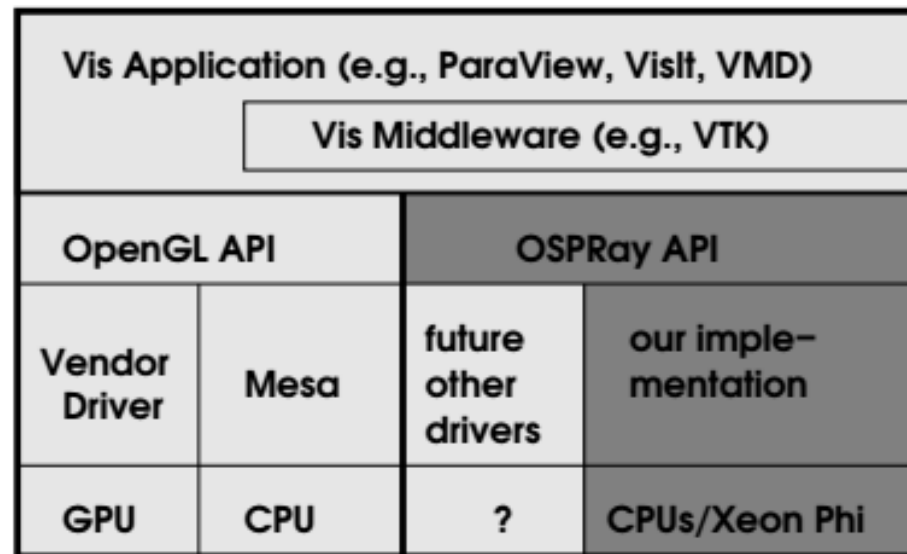 Vis Application (e.g., ParaView, VisIt, VMD)
Vis Middleware (e.g., VTK)
OpenGL API
OSPRay API
Vendor
Driver
Mesa
future
other
drivers
our imple-
mentation
GPU
CPU
?
CPUs/Xeon Phi